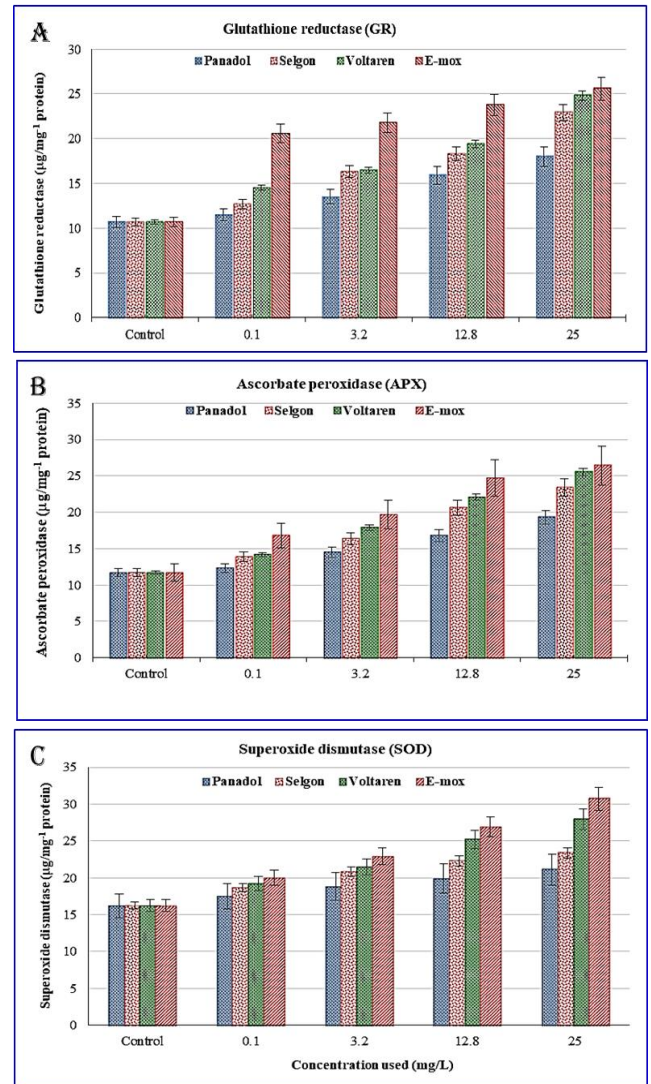 A
Glutathione reductase (GR)
Panadol Selgon Voltaren E-mox
Glutathione reductase (µg/mg⁻¹ protein)
30
25
20
15
10
5
0
Control 0.1 3.2 12.8 25
B
Ascorbate peroxidase (APX)
Panadol Selgon Voltaren E-mox
Ascorbate peroxidase (µg/mg⁻¹ protein)
35
30
25
20
15
10
5
0
Control 0.1 3.2 12.8 25
C
Superoxide dismutase (SOD)
Panadol Selgon Voltaren E-mox
Superoxide dismutase (µg/mg⁻¹ protein)
35
30
25
20
15
10
5
0
Control 0.1 3.2 12.8 25
Concentration used (mg/L)